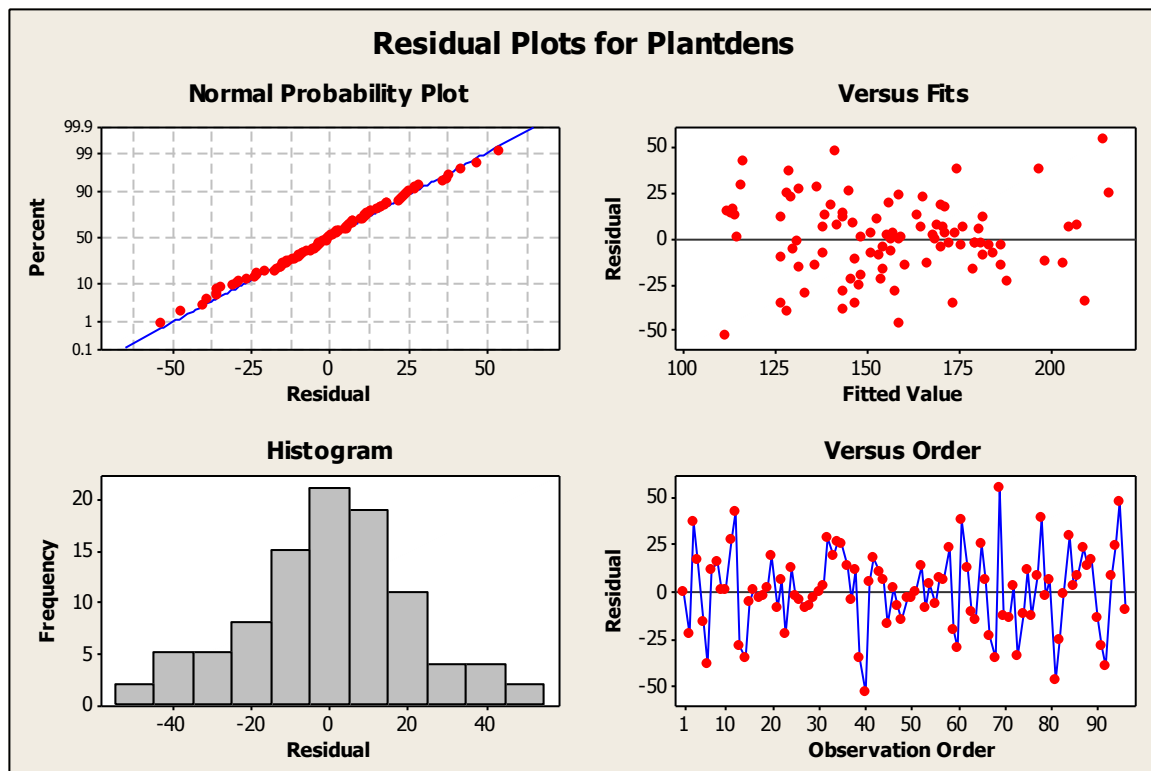 Residual Plots for Plantdens
Normal Probability Plot
99.9
99
90
50
10
1
0.1
Percent
-50 -25 0 25 50
Residual
Versus Fits
50
25
0
-25
-50
Residual
100 125 150 175 200
Fitted Value
Histogram
20
15
10
5
0
Frequency
-40 -20 0 20 40
Residual
Versus Order
50
25
0
-25
-50
Residual
1 10 20 30 40 50 60 70 80 90
Observation Order